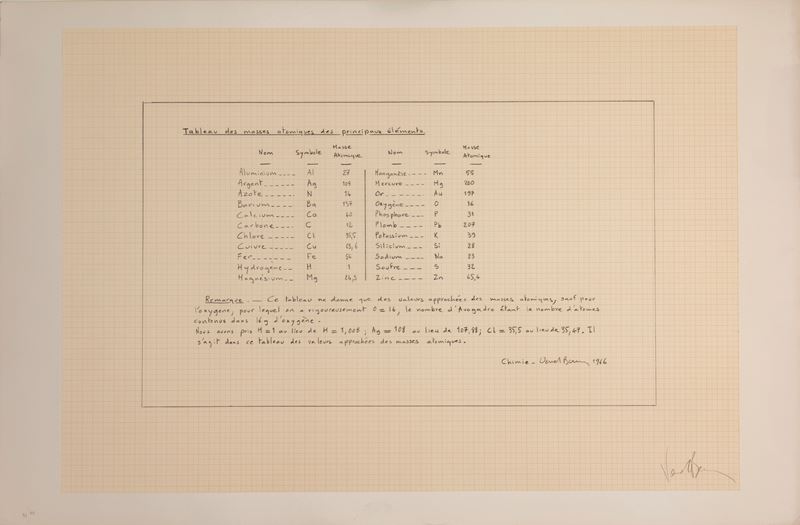 Tableau des masses atomiques des principaux éléments.
Nom Symbole Masse Atomique Nom Symbole Masse Atomique
Aluminium Al 27 Manganèse Mn 55
Argent Ag 108 Mercure Hg 200
Azote N 14 Or Au 197
Baryum Ba 137 Oxygène O 16
Calcium Ca 40 Phosphore P 31
Carbone C 12 Plomb Pb 207
Chlore Cl 35,5 Potassium K 39
Cuivre Cu 63,6 Silicium Si 28
Fer Fe 56 Sodium Na 23
Hydrogène H 1 Soufre S 32
Magnésium Mg 24,3 Zinc Zn 65,4
Remarque. — Ce tableau ne donne que des valeurs approchées des masses atomiques, sauf pour
l'oxygène, pour lequel on a rigoureusement O = 16, le nombre d'Avogadro étant le nombre d'atomes
contenus dans 16 g d'oxygène.
Nous avons pris H = 1 au lieu de H = 1,008 ; Ag = 108 au lieu de 107,88 ; Cl = 35,5 au lieu de 35,47. Il
s'agit dans ce tableau des valeurs approchées des masses atomiques.
Chimie - 1966